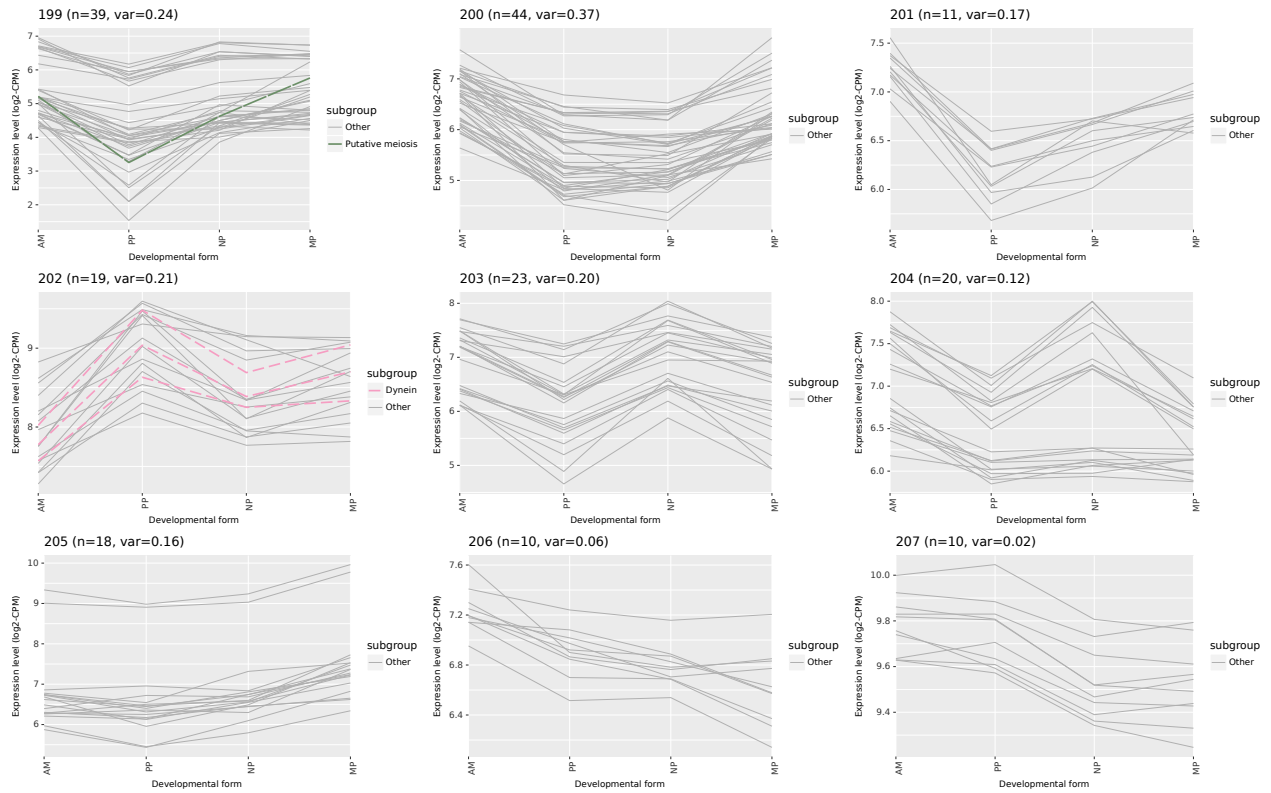 199 (n=39, var=0.24)
7
6
5
4
3
2
Expression level (log2-CPM)
AM
PP
NP
MP
Developmental form
subgroup
Other
Putative meiosis
200 (n=44, var=0.37)
7
6
5
Expression level (log2-CPM)
AM
PP
NP
MP
Developmental form
subgroup
Other
201 (n=11, var=0.17)
7.5
7.0
6.5
6.0
Expression level (log2-CPM)
AM
PP
NP
MP
Developmental form
subgroup
Other
202 (n=19, var=0.21)
9
8
Expression level (log2-CPM)
AM
PP
NP
MP
Developmental form
subgroup
Dynein
Other
203 (n=23, var=0.20)
8
7
6
5
Expression level (log2-CPM)
AM
PP
NP
MP
Developmental form
subgroup
Other
204 (n=20, var=0.12)
8.0
7.5
7.0
6.5
6.0
Expression level (log2-CPM)
AM
PP
NP
MP
Developmental form
subgroup
Other
205 (n=18, var=0.16)
10
9
8
7
6
Expression level (log2-CPM)
AM
PP
NP
MP
Developmental form
subgroup
Other
206 (n=10, var=0.06)
7.6
7.2
6.8
6.4
Expression level (log2-CPM)
AM
PP
NP
MP
Developmental form
subgroup
Other
207 (n=10, var=0.02)
10.0
9.8
9.6
9.4
Expression level (log2-CPM)
AM
PP
NP
MP
Developmental form
subgroup
Other